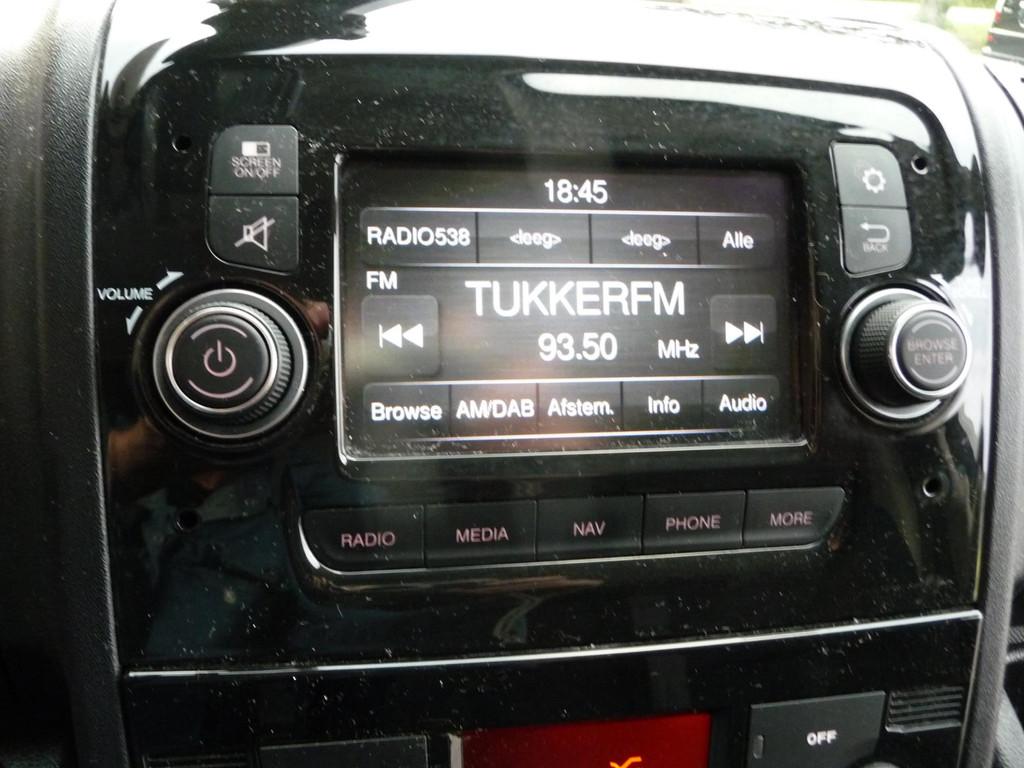 SCREEN
ON/OFF
VOLUME
18:45
RADIO538 <leeg> <leeg> Alle
FM
TUKKERFM
93.50 MHz
Browse AM/DAB Afstem. Info Audio
BACK
BROWSE
ENTER
RADIO MEDIA NAV PHONE MORE
OFF